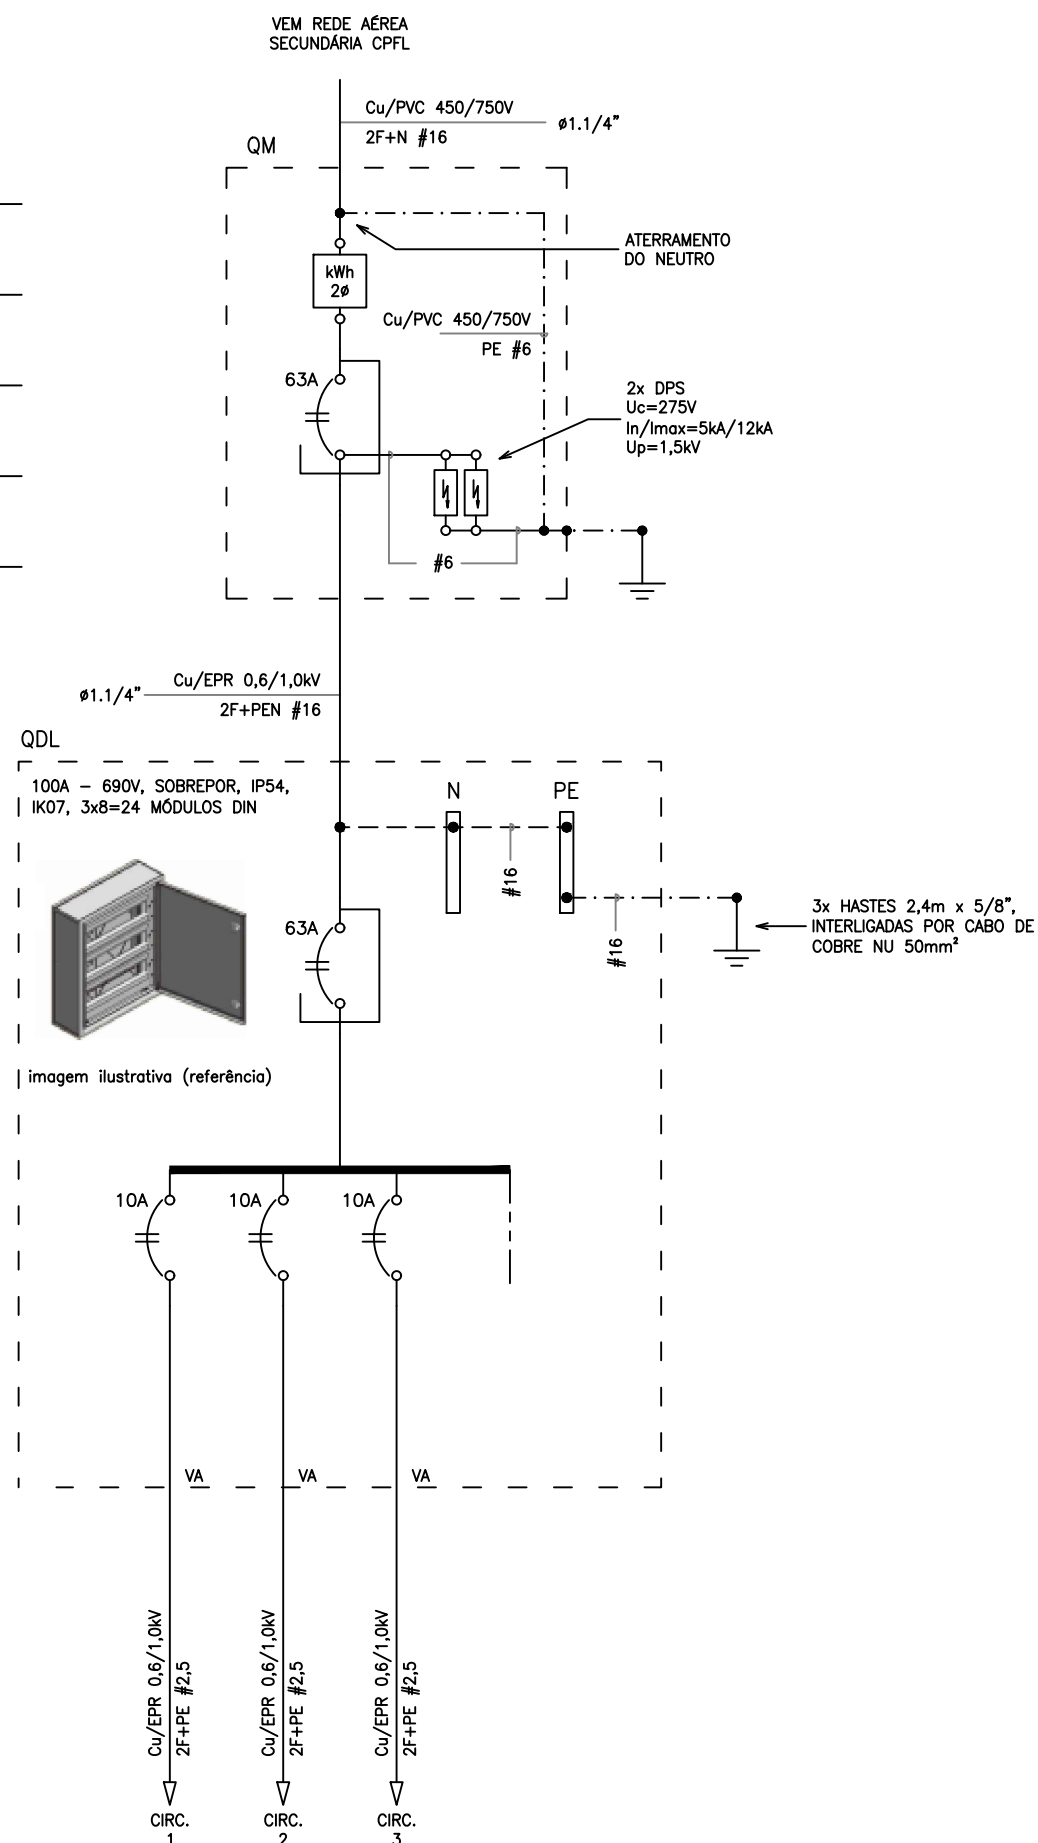 VEM REDE AÉREA
SECUNDÁRIA CPFL
Cu/PVC 450/750V
2F+N #16
ø1.1/4”
QM
ATERRAMENTO
DO NEUTRO
kWh
2ø
Cu/PVC 450/750V
PE #6
63A
2x DPS
Uc=275V
In/Imax=5kA/12kA
Up=1,5kV
#6
Cu/EPR 0,6/1,0kV
2F+PEN #16
ø1.1/4”
QDL
100A – 690V, SOBREPOR, IP54,
IK07, 3x8=24 MÓDULOS DIN
N
PE
#16
#16
63A
3x HASTES 2,4m x 5/8”,
INTERLIGADAS POR CABO DE
COBRE NU 50mm²
imagem ilustrativa (referência)
10A
10A
10A
VA
VA
VA
Cu/EPR 0,6/1,0kV
2F+PE #2,5
Cu/EPR 0,6/1,0kV
2F+PE #2,5
Cu/EPR 0,6/1,0kV
2F+PE #2,5
CIRC.
1
CIRC.
2
CIRC.
3